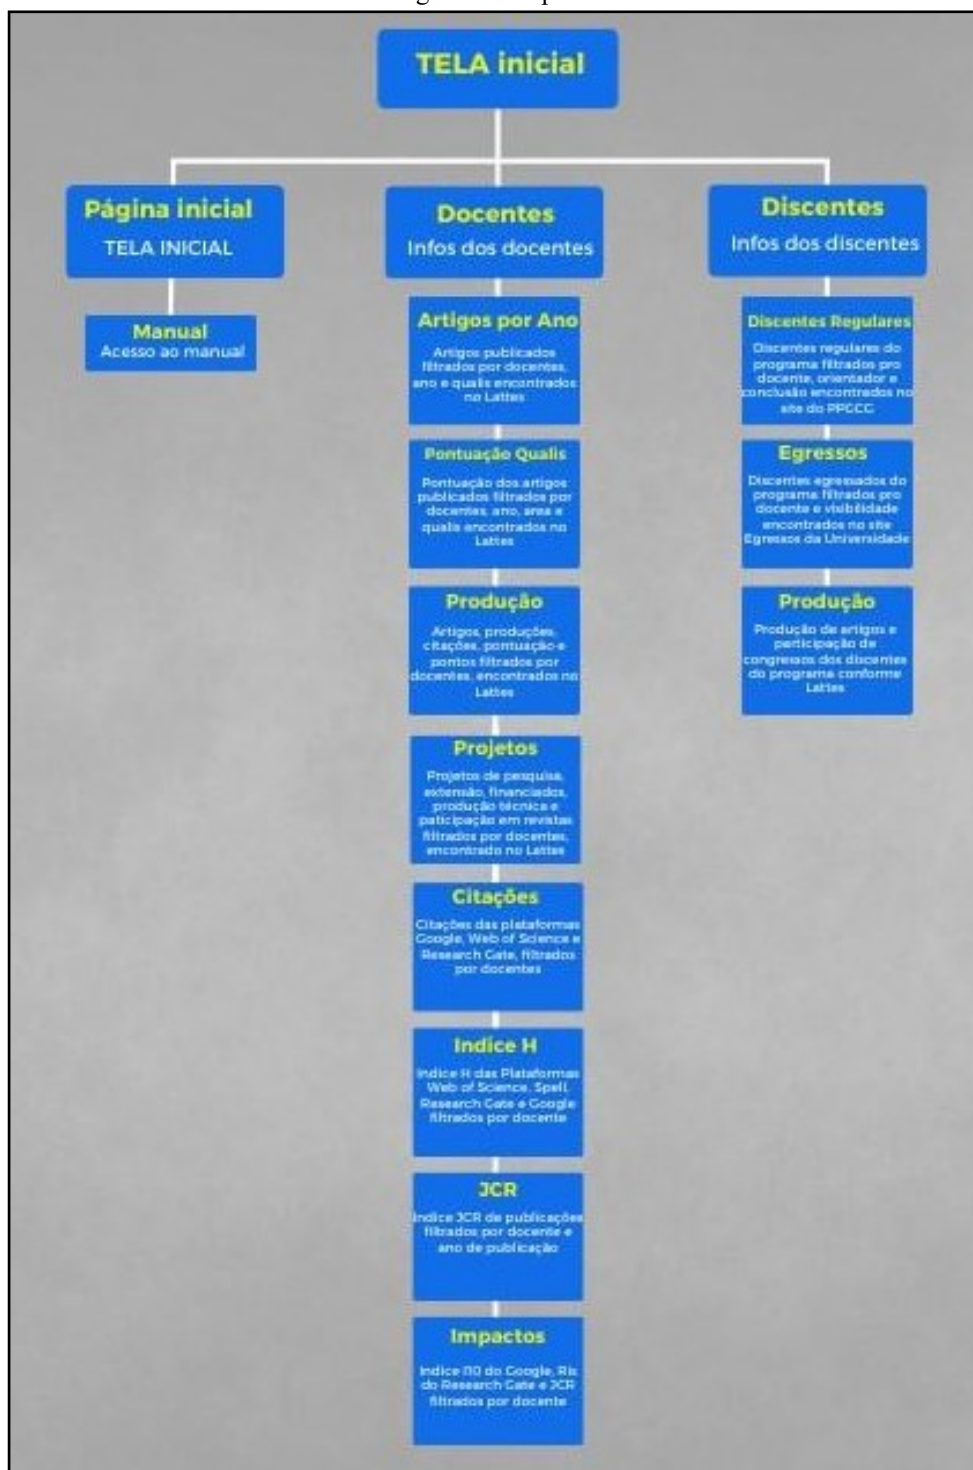 TELA inicial
Página inicial
TELA INICIAL
Manual
Acesso ao manual
Docentes
Infos dos docentes
Artigos por Ano
Artigos publicados
filtrados por docentes,
ano e qualis encontrados
no Lattes
Pontuação Qualis
Pontuação dos artigos
publicados filtrados por
docentes, ano, area e
qualis encontrados no
Lattes
Produção
Artigos, produções,
citações, pontuação e
pontos filtrados por
docentes, encontrados no
Lattes
Projetos
Projetos de pesquisa,
extensão, financiados,
produção técnica e
paticipação em revistas
filtrados por docentes,
encontrado no Lattes
Citações
Citações das plataformas
Google, Web of Science e
Research Gate, filtrados
por docentes
Indice H
Indice H das Plataformas
Web of Science, Spell,
Research Gate e Google
filtrados por docente
JCR
Indice JCR de publicações
filtrados por docente e
ano de publicação
Impactos
Indice I10 do Google, Ris
do Research Gate e JCR
filtrados por docente
Discentes
Infos dos discentes
Discentes Regulares
Discentes regulares do
programa filtrados pro
docente, orientador e
conclusão encontrados no
site do PPGCC
Egressos
Discentes egressados do
programa filtrados pro
docente e visibilidade
encontrados no site
Egressos da Universidade
Produção
Produção de artigos e
participação de
congressos dos discentes
do programa conforme
Lattes